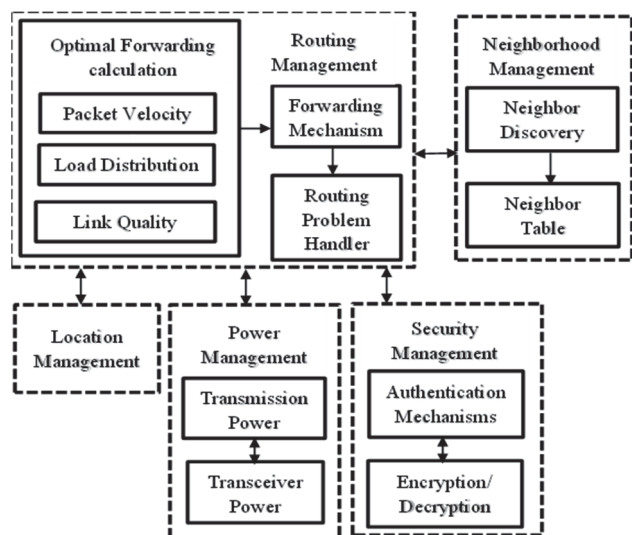 Optimal Forwarding
calculation
Packet Velocity
Load Distribution
Link Quality
Routing
Management
Forwarding
Mechanism
Routing
Problem
Handler
Neighborhood
Management
Neighbor
Discovery
Neighbor
Table
Location
Management
Power
Management
Transmission
Power
Transceiver
Power
Security
Management
Authentication
Mechanisms
Encryption/
Decryption